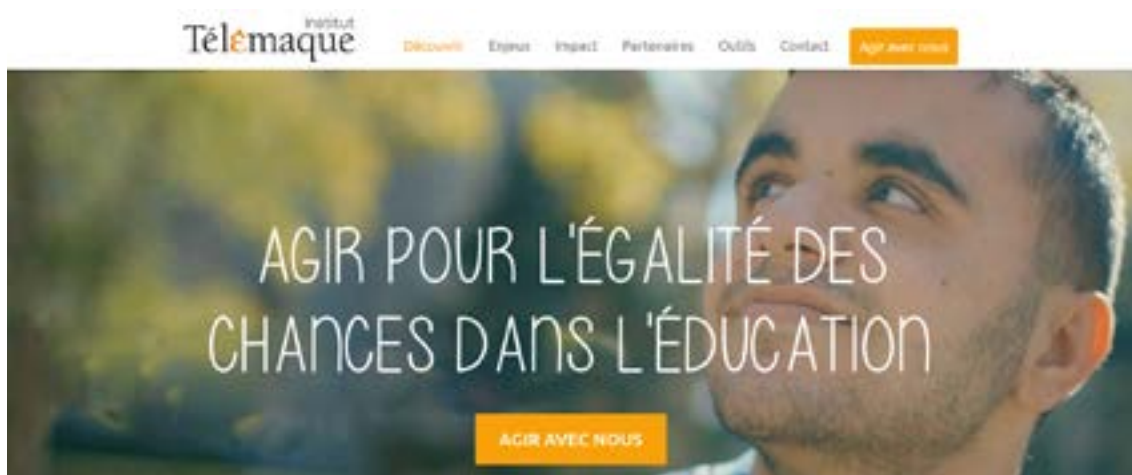 institut
Télémaque
Découvrir Enjeux Impact Partenaires Outils Contact Agir avec nous
AGIR POUR L'ÉGALITÉ DES
CHANCES DANS L'ÉDUCATION
AGIR AVEC NOUS